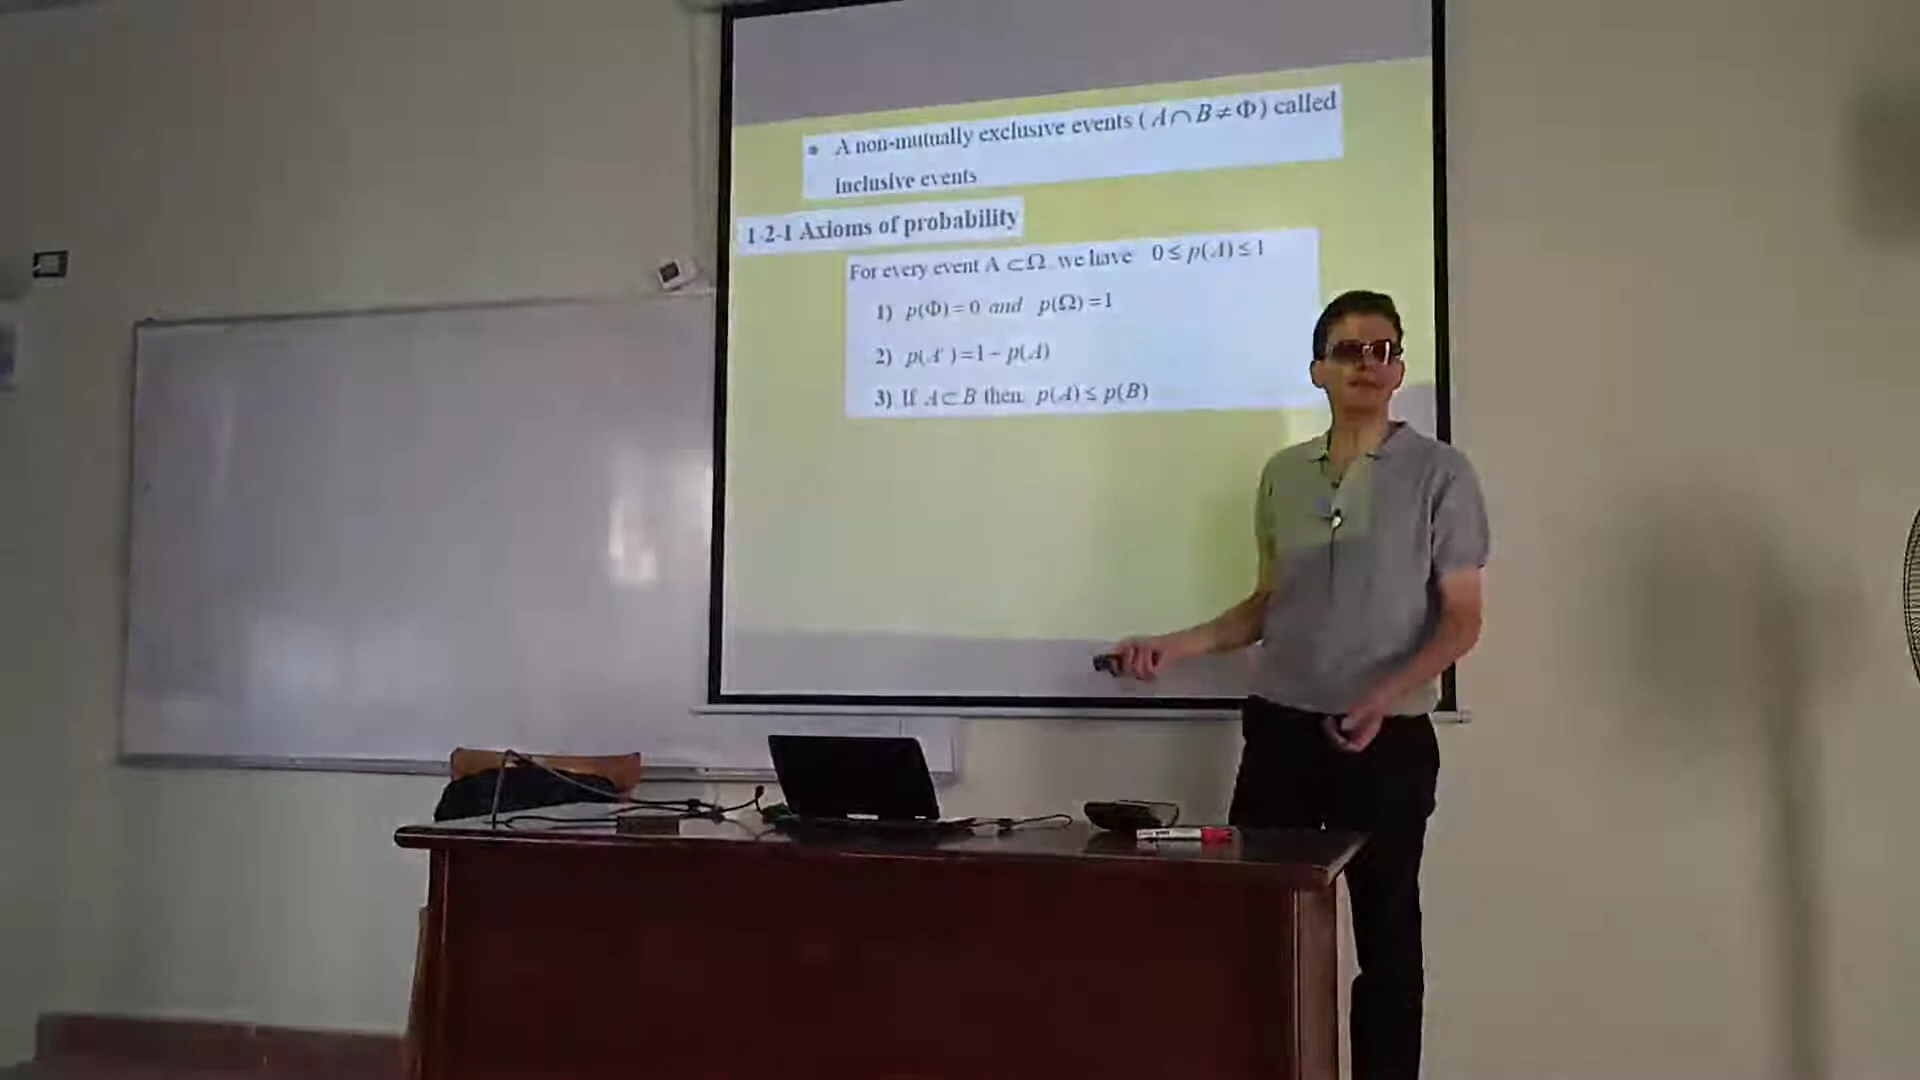 • A non-mutually exclusive events ( A∩B≠Φ) called
inclusive events
1-2-1 Axioms of probability
For every event A ⊂Ω we have 0≤p(A)≤1
1) p(Φ)=0 and p(Ω)=1
2) p(A' )=1-p(A)
3) If A⊂B then p(A)≤p(B)